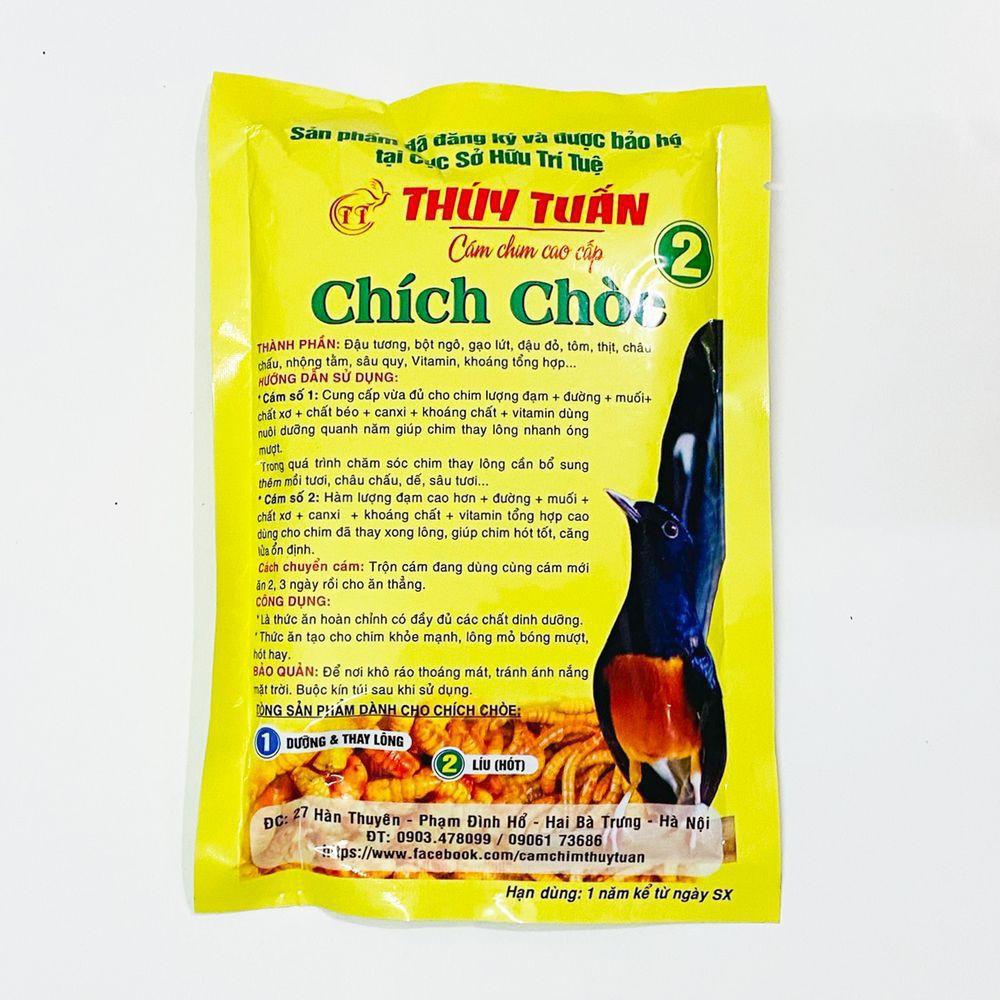 Sản phẩm đã đăng ký và được bảo hộ
tại Cục Sở Hữu Trí Tuệ
TT THÚY TUẤN
Cám chim cao cấp
2
Chích Chòe
THÀNH PHẦN: Đậu tương, bột ngô, gạo lứt, đậu đỏ, tôm, thịt, châu
chấu, nhộng tằm, sâu quy, Vitamin, khoáng tổng hợp...
HƯỚNG DẪN SỬ DỤNG:
* Cám số 1: Cung cấp vừa đủ cho chim lượng đạm + đường + muối+
chất xơ + chất béo + canxi + khoáng chất + vitamin dùng
nuôi dưỡng quanh năm giúp chim thay lông nhanh óng
mượt.
Trong quá trình chăm sóc chim thay lông cần bổ sung
thêm mồi tươi, châu chấu, dế, sâu tươi...
* Cám số 2: Hàm lượng đạm cao hơn + đường + muối +
chất xơ + canxi + khoáng chất + vitamin tổng hợp cao
dùng cho chim đã thay xong lông, giúp chim hót tốt, căng
lửa ổn định.
Cách chuyển cám: Trộn cám đang dùng cùng cám mới
ăn 2, 3 ngày rồi cho ăn thẳng.
CÔNG DỤNG:
* Là thức ăn hoàn chỉnh có đầy đủ các chất dinh dưỡng.
* Thức ăn tạo cho chim khỏe mạnh, lông mỏ bóng mượt,
hót hay.
BẢO QUẢN: Để nơi khô ráo thoáng mát, tránh ánh nắng
mặt trời. Buộc kín túi sau khi sử dụng.
DÒNG SẢN PHẨM DÀNH CHO CHÍCH CHÒE:
1 DƯỠNG & THAY LÔNG
2 LÍU (HÓT)
ĐC: 27 Hàn Thuyên - Phạm Đình Hổ - Hai Bà Trưng - Hà Nội
ĐT: 0903.478099 / 09061 73686
https://www.facebook.com/camchimthuytuan
Hạn dùng: 1 năm kể từ ngày SX